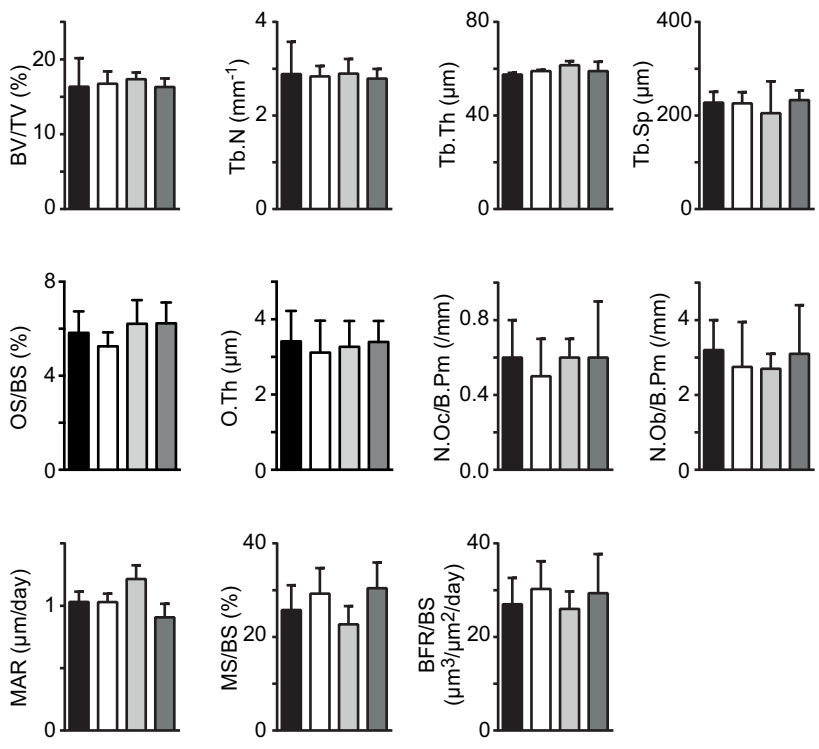 BV/TV (%)
20
10
0
Tb.N (mm⁻¹)
4
2
0
Tb.Th (µm)
80
60
40
0
Tb.Sp (µm)
400
200
0
OS/BS (%)
8
4
0
O.Th (µm)
4
2
0
N.Oc/B.Pm (/mm)
0.8
0.4
0.0
N.Ob/B.Pm (/mm)
4
2
0
MAR (µm/day)
1
0
MS/BS (%)
40
20
0
BFR/BS
(µm³/µm²/day)
40
20
0